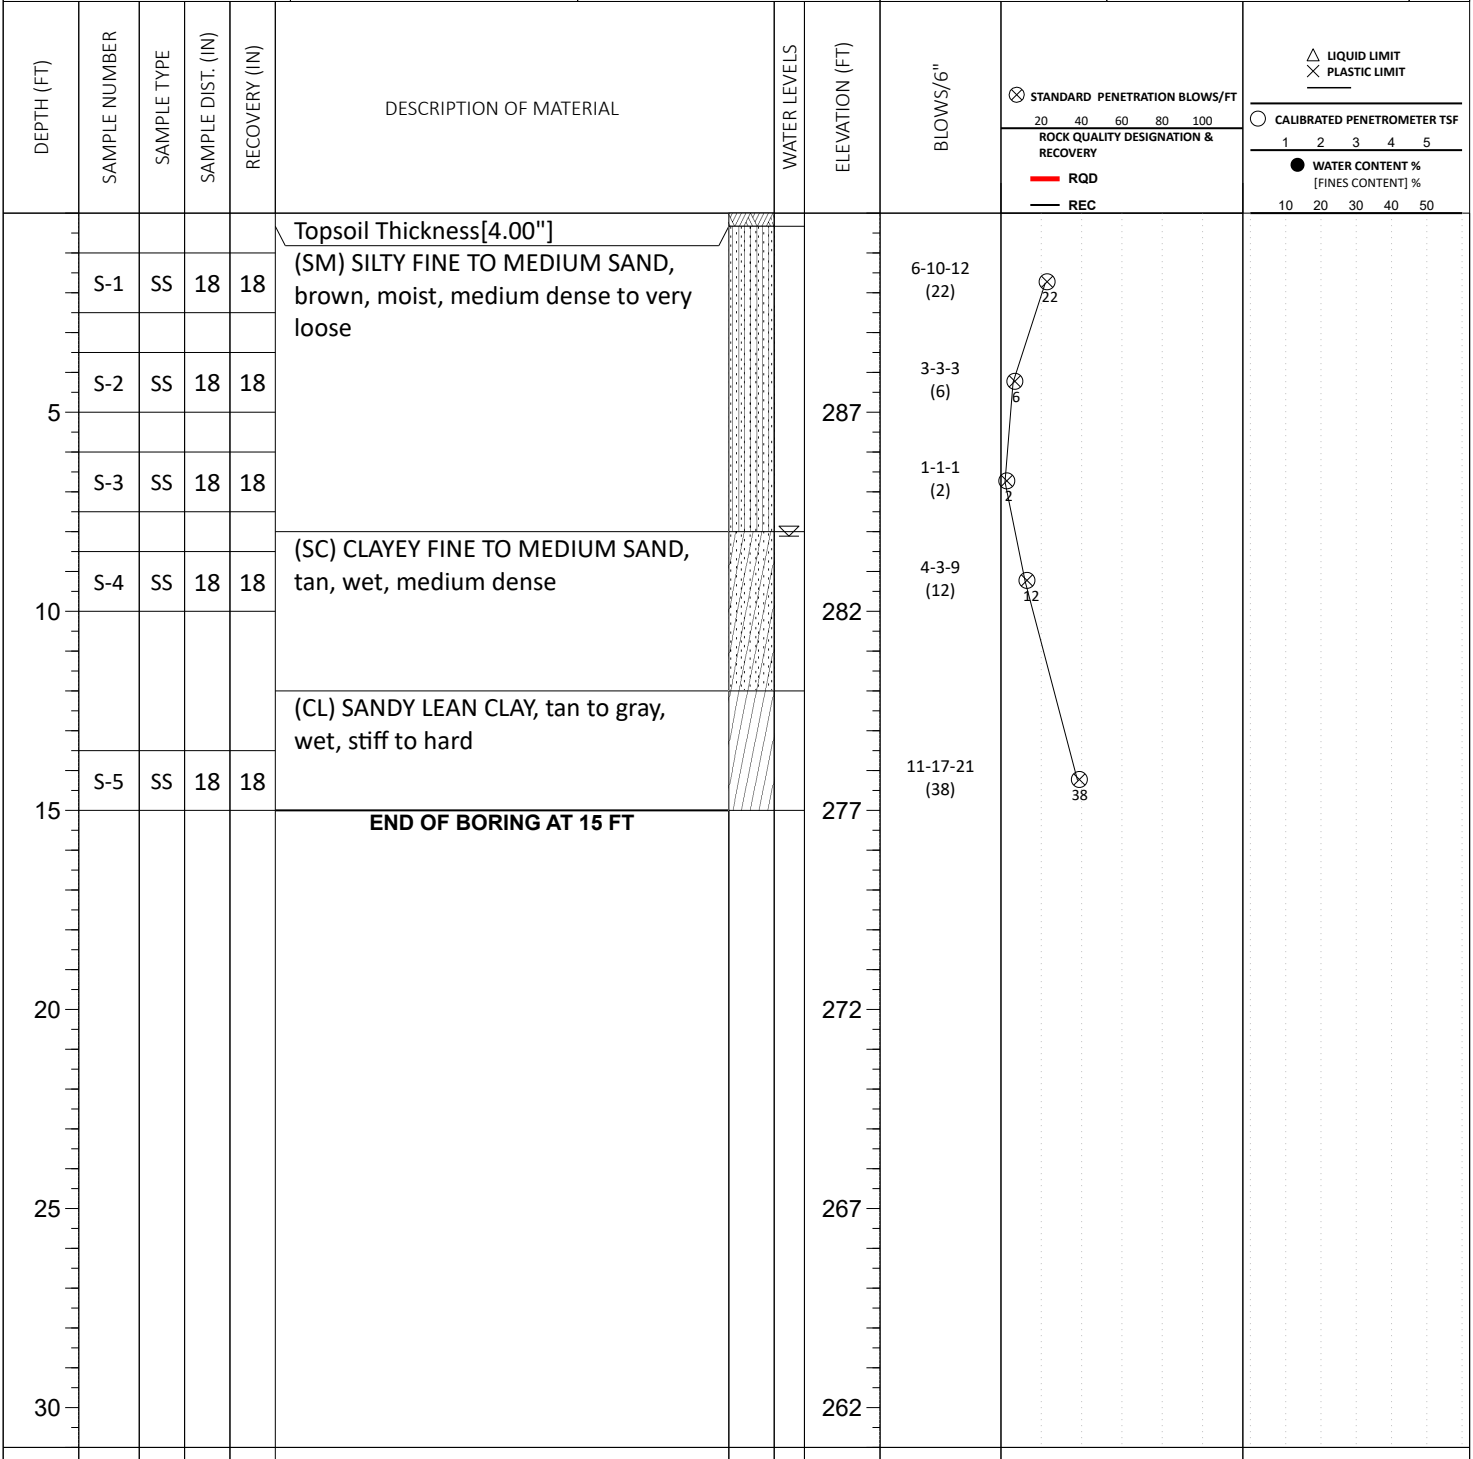 DEPTH (FT)
SAMPLE NUMBER
SAMPLE TYPE
SAMPLE DIST. (IN)
RECOVERY (IN)
DESCRIPTION OF MATERIAL
WATER LEVELS
ELEVATION (FT)
BLOWS/6"
STANDARD PENETRATION BLOWS/FT
20 40 60 80 100
ROCK QUALITY DESIGNATION &
RECOVERY
RQD
REC
LIQUID LIMIT
PLASTIC LIMIT
CALIBRATED PENETROMETER TSF
1 2 3 4 5
WATER CONTENT %
[FINES CONTENT] %
10 20 30 40 50
Topsoil Thickness[4.00"]
(SM) SILTY FINE TO MEDIUM SAND,
brown, moist, medium dense to very
loose
S-1 SS 18 18
6-10-12
(22)
22
S-2 SS 18 18
3-3-3
(6)
6
5
287
S-3 SS 18 18
1-1-1
(2)
2
(SC) CLAYEY FINE TO MEDIUM SAND,
tan, wet, medium dense
S-4 SS 18 18
4-3-9
(12)
12
10
282
(CL) SANDY LEAN CLAY, tan to gray,
wet, stiff to hard
S-5 SS 18 18
11-17-21
(38)
38
15
277
END OF BORING AT 15 FT
20
272
25
267
30
262